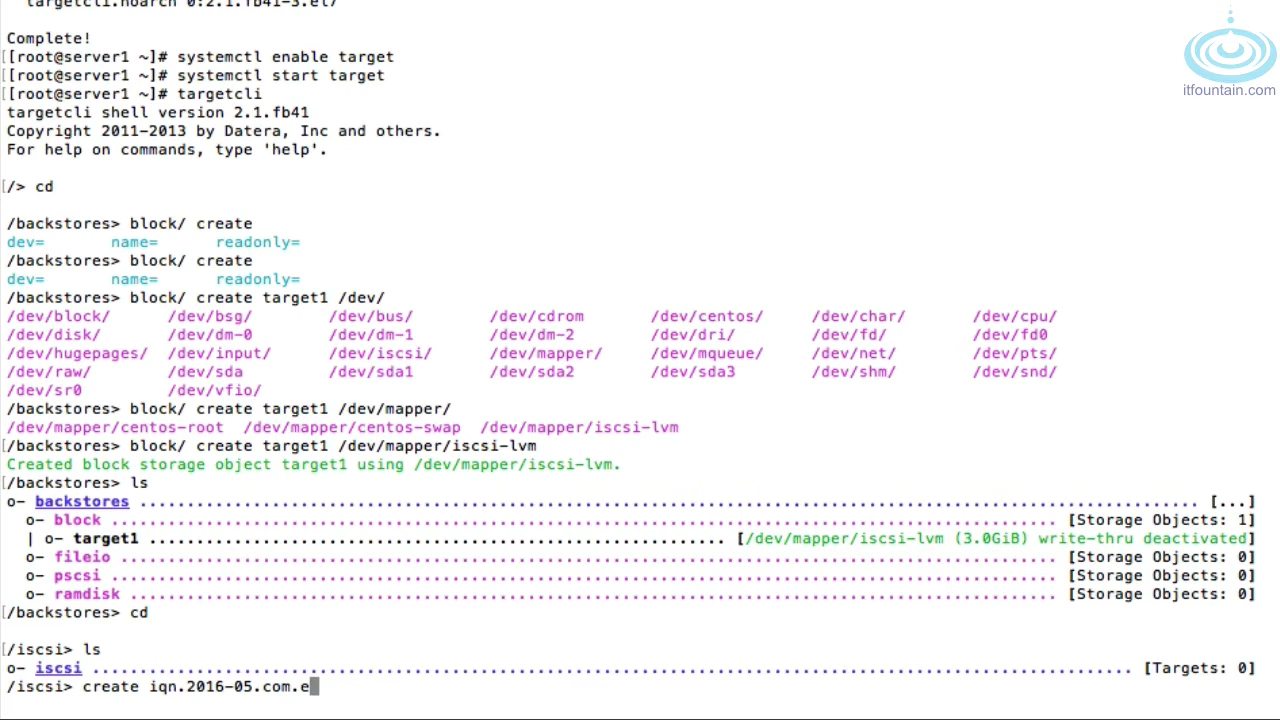 targetcli.noarch 0:2.1.fb41-3.el7
Complete!
[[root@server1 ~]# systemctl enable target
[[root@server1 ~]# systemctl start target
[[root@server1 ~]# targetcli
targetcli shell version 2.1.fb41
Copyright 2011-2013 by Datera, Inc and others.
For help on commands, type 'help'.
[/> cd
/backstores> block/ create
dev= name= readonly=
/backstores> block/ create
dev= name= readonly=
/backstores> block/ create target1 /dev/
/dev/block/ /dev/bsg/ /dev/bus/ /dev/cdrom /dev/centos/ /dev/char/ /dev/cpu/
/dev/disk/ /dev/dm-0 /dev/dm-1 /dev/dm-2 /dev/dri/ /dev/fd/ /dev/fd0
/dev/hugepages/ /dev/input/ /dev/iscsi/ /dev/mapper/ /dev/mqueue/ /dev/net/ /dev/pts/
/dev/raw/ /dev/sda /dev/sda1 /dev/sda2 /dev/sda3 /dev/shm/ /dev/snd/
/dev/sr0 /dev/vfio/
/backstores> block/ create target1 /dev/mapper/
/dev/mapper/centos-root /dev/mapper/centos-swap /dev/mapper/iscsi-lvm
[/backstores> block/ create target1 /dev/mapper/iscsi-lvm
Created block storage object target1 using /dev/mapper/iscsi-lvm.
[/backstores> ls
o- backstores ................................................................ [...]
o- block ................................................................ [Storage Objects: 1]
| o- target1 ................................................................ [/dev/mapper/iscsi-lvm (3.0GiB) write-thru deactivated]
o- fileio ................................................................ [Storage Objects: 0]
o- pscsi ................................................................ [Storage Objects: 0]
o- ramdisk ................................................................ [Storage Objects: 0]
[/backstores> cd
[/iscsi> ls
o- iscsi ................................................................ [Targets: 0]
/iscsi> create iqn.2016-05.com.e
itfountain.com